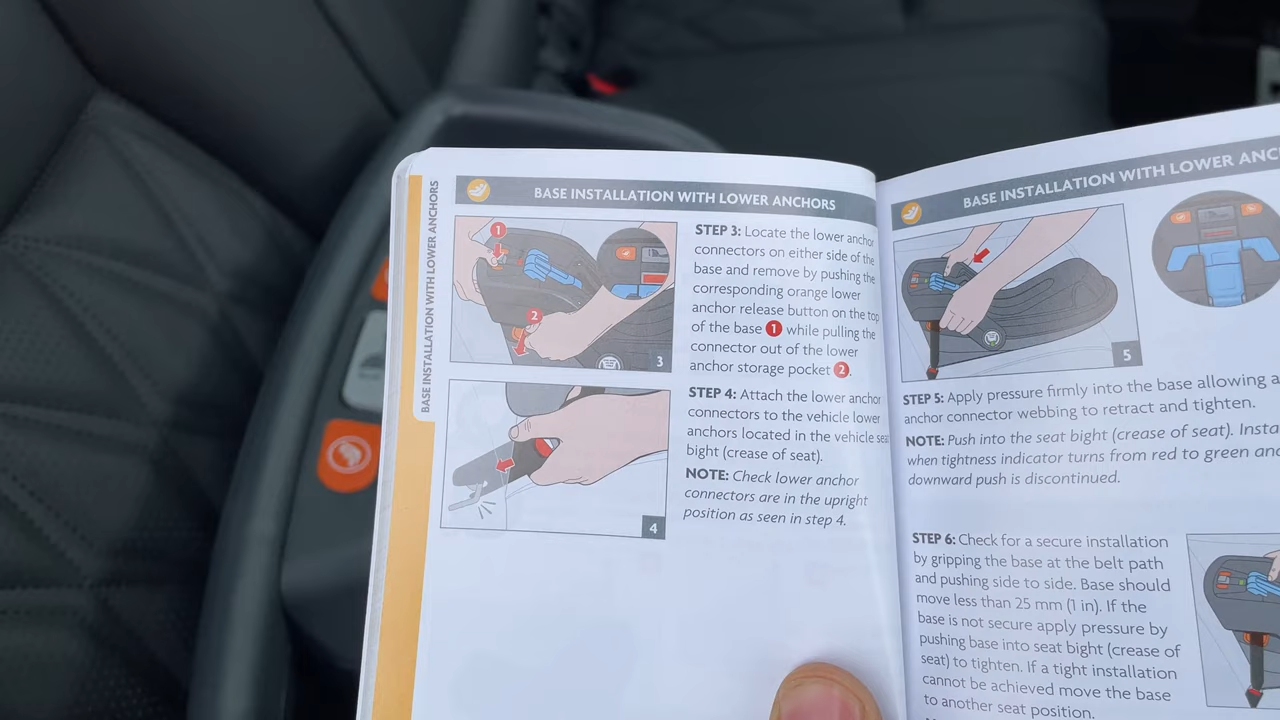 BASE INSTALLATION WITH LOWER ANCHORS
BASE INSTALLATION WITH LOWER ANCHORS
1
2
3
STEP 3: Locate the lower anchor
connectors on either side of the
base and remove by pushing the
corresponding orange lower
anchor release button on the top
of the base 1 while pulling the
connector out of the lower
anchor storage pocket 2.
4
STEP 4: Attach the lower anchor
connectors to the vehicle lower
anchors located in the vehicle seat
bight (crease of seat).
NOTE: Check lower anchor
connectors are in the upright
position as seen in step 4.
BASE INSTALLATION WITH LOWER ANC
5
STEP 5: Apply pressure firmly into the base allowing
anchor connector webbing to retract and tighten.
NOTE: Push into the seat bight (crease of seat). Insta
when tightness indicator turns from red to green and
downward push is discontinued.
STEP 6: Check for a secure installation
by gripping the base at the belt path
and pushing side to side. Base should
move less than 25 mm (1 in). If the
base is not secure apply pressure by
pushing base into seat bight (crease of
seat) to tighten. If a tight installation
cannot be achieved move the base
to another seat position.